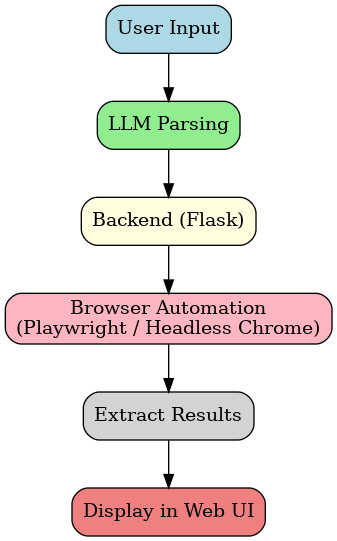 User Input
LLM Parsing
Backend (Flask)
Browser Automation
(Playwright / Headless Chrome)
Extract Results
Display in Web UI